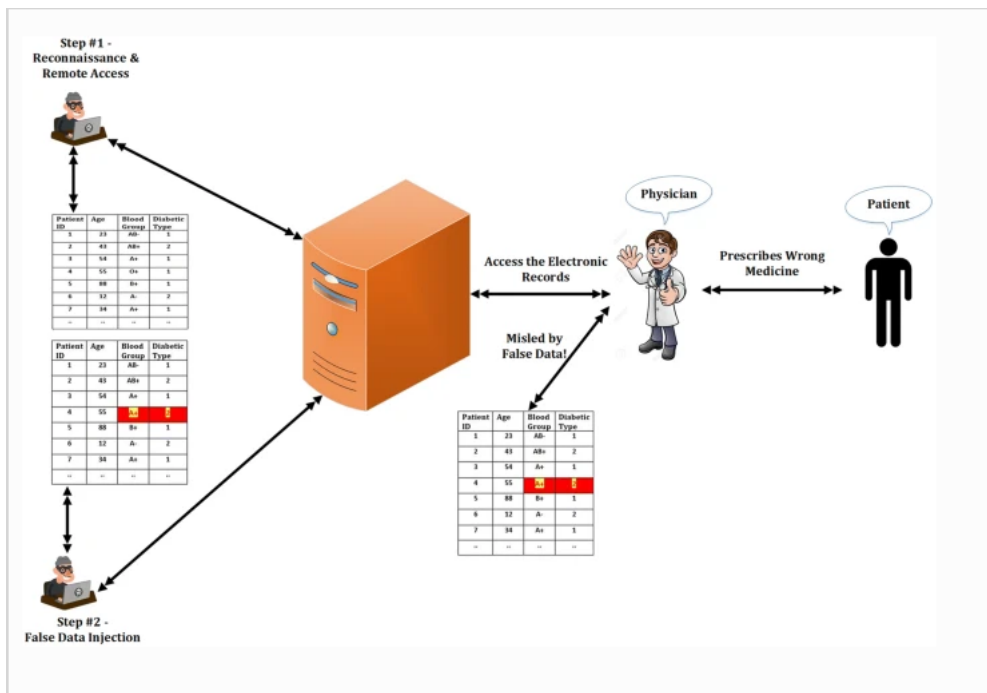 Step #1 -
Reconnaissance &
Remote Access
Patient ID Age Blood Group Diabetic Type
1 23 AB- 1
2 43 AB+ 2
3 54 A+ 1
4 55 O+ 1
5 88 B+ 1
6 12 A- 2
7 34 A+ 1
.. .. .. ..
Patient ID Age Blood Group Diabetic Type
1 23 AB- 1
2 43 AB+ 2
3 54 A+ 1
4 55 A+ 2
5 88 B+ 1
6 12 A- 2
7 34 A+ 1
.. .. .. ..
Step #2 -
False Data Injection
Access the Electronic
Records
Misled by
False Data!
Patient ID Age Blood Group Diabetic Type
1 23 AB- 1
2 43 AB+ 2
3 54 A+ 1
4 55 A+ 2
5 88 B+ 1
6 12 A- 2
7 34 A+ 1
.. .. .. ..
Physician
Prescribes Wrong
Medicine
Patient